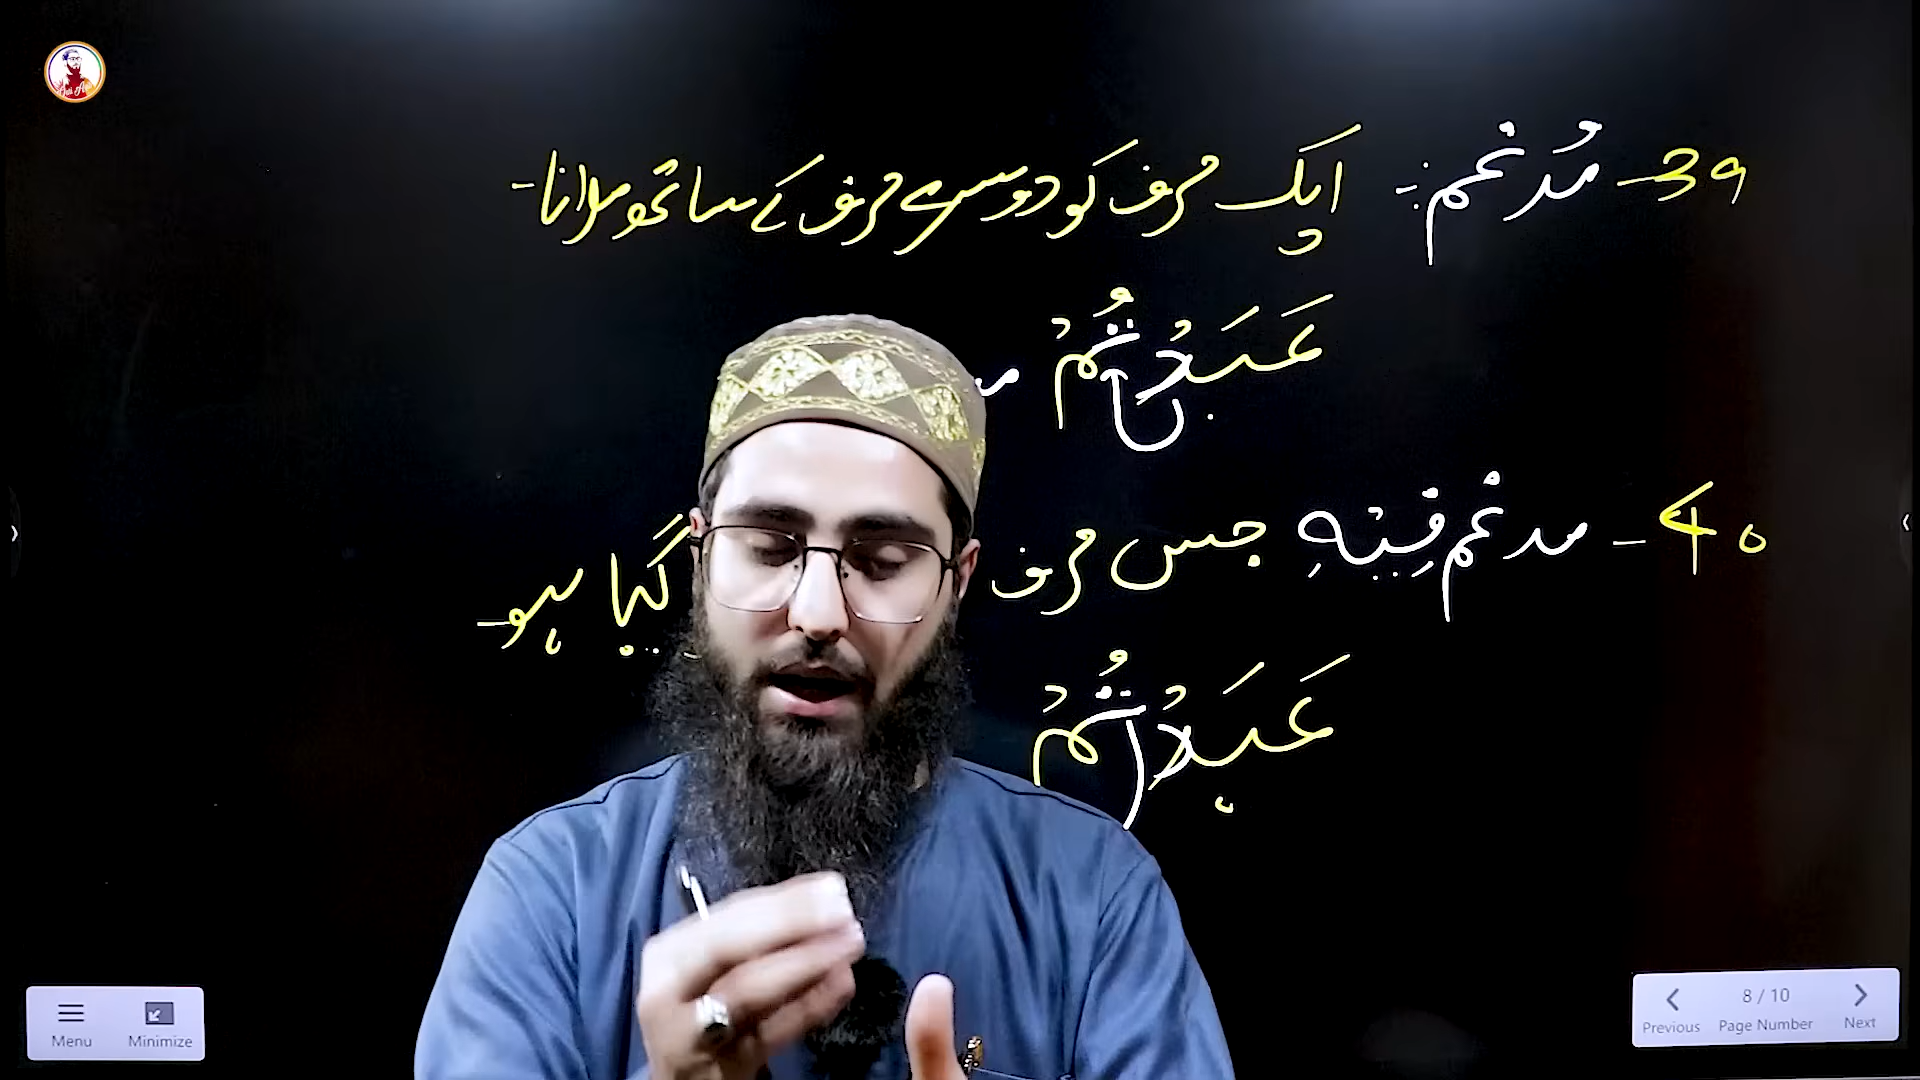 39- مُدغم:- ایک حرف کو دوسرے حرف کے ساتھ ملانا-
عَبَدْتُّمْ
40- مدغم فِیْہِ جس حرف گیا ہو-
عَبَدْتُّمْ
Menu
Minimize
8 / 10
Previous
Page Number
Next